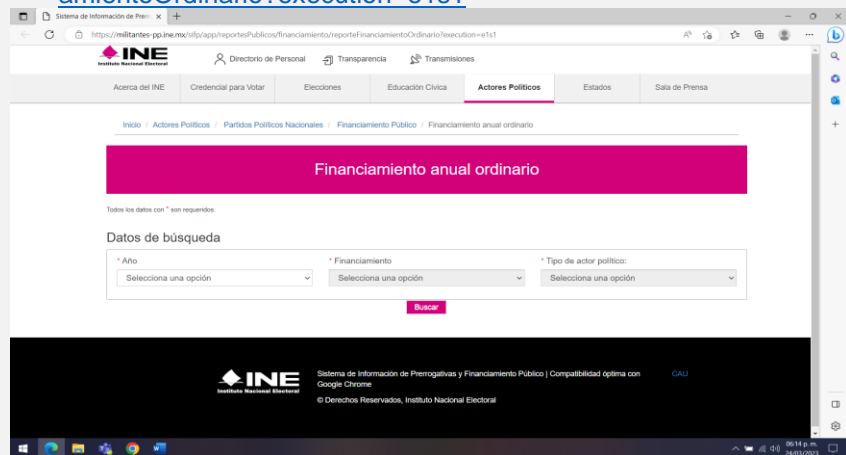 amientoOrdinario?execution=e1s1
Sistema de Información de Prerr
https://militantes-pp.ine.mx/sifp/app/reportesPublicos/financiamiento/reporteFinanciamientoOrdinario?execution=e1s1
INE
Instituto Nacional Electoral
Directorio de Personal
Transparencia
Transmisiones
Acerca del INE
Credencial para Votar
Elecciones
Educación Cívica
Actores Políticos
Estados
Sala de Prensa
Inicio / Actores Políticos / Partidos Políticos Nacionales / Financiamiento Público / Financiamiento anual ordinario
Financiamiento anual ordinario
Todos los datos con * son requeridos.
Datos de búsqueda
* Año
* Financiamiento
* Tipo de actor político:
Selecciona una opción
Selecciona una opción
Selecciona una opción
Buscar
INE
Instituto Nacional Electoral
Sistema de Información de Prerrogativas y Financiamiento Público | Compatibilidad óptima con
Google Chrome
© Derechos Reservados, Instituto Nacional Electoral
CAU
06:14 p. m.
24/03/2023